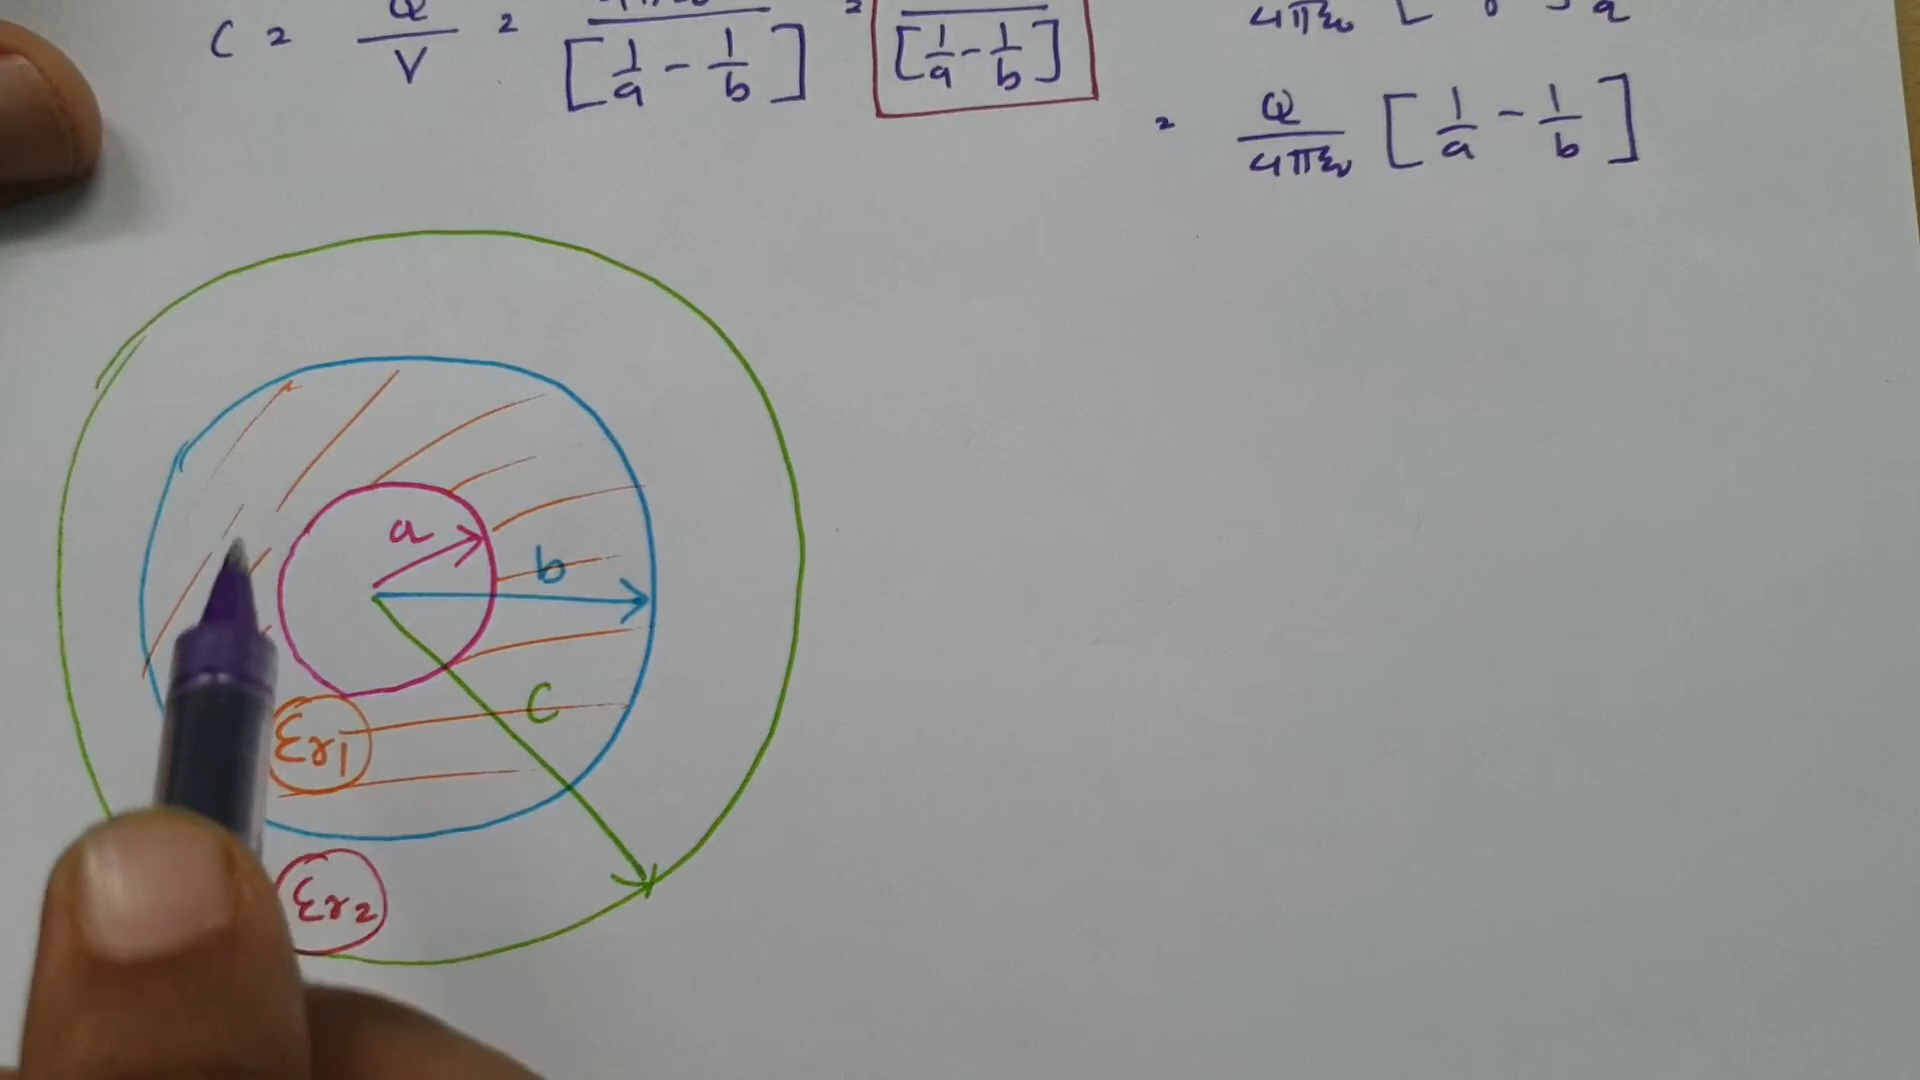 C = Q/V = [1/a - 1/b] = [1/a - 1/b]
4πε₀ [ ]a
= Q/4πε₀ [1/a - 1/b]
a
b
C
εr1
εr2